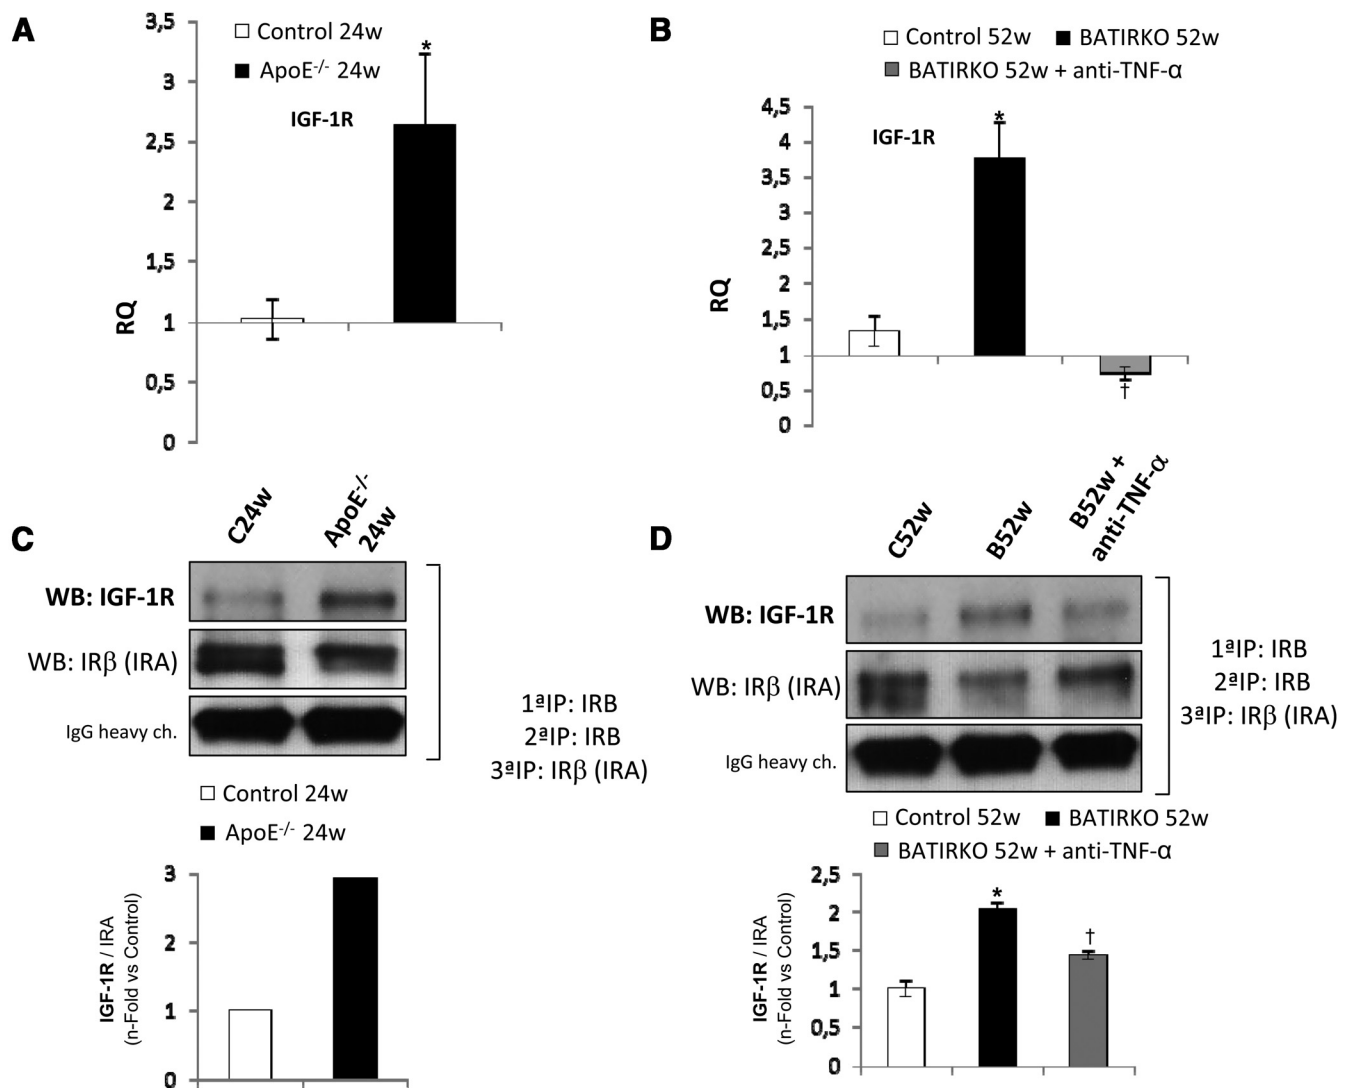 A
Control 24w
ApoE-/- 24w
IGF-1R
*
RQ
3,5
3
2,5
2
1,5
1
0,5
0
B
Control 52w
BATIRKO 52w
BATIRKO 52w + anti-TNF-α
IGF-1R
*
†
RQ
4,5
4
3,5
3
2,5
2
1,5
1
0,5
0
C
C24w
ApoE-/-
24w
WB: IGF-1R
WB: IRβ (IRA)
IgG heavy ch.
1ªIP: IRB
2ªIP: IRB
3ªIP: IRβ (IRA)
Control 24w
ApoE-/- 24w
IGF-1R / IRA
(n-Fold vs Control)
3
2
1
0
D
C52w
B52w
B52w +
anti-TNF-α
WB: IGF-1R
WB: IRβ (IRA)
IgG heavy ch.
1ªIP: IRB
2ªIP: IRB
3ªIP: IRβ (IRA)
Control 52w
BATIRKO 52w
BATIRKO 52w + anti-TNF-α
IGF-1R / IRA
(n-Fold vs Control)
2,5
2
1,5
1
0,5
0
*
†